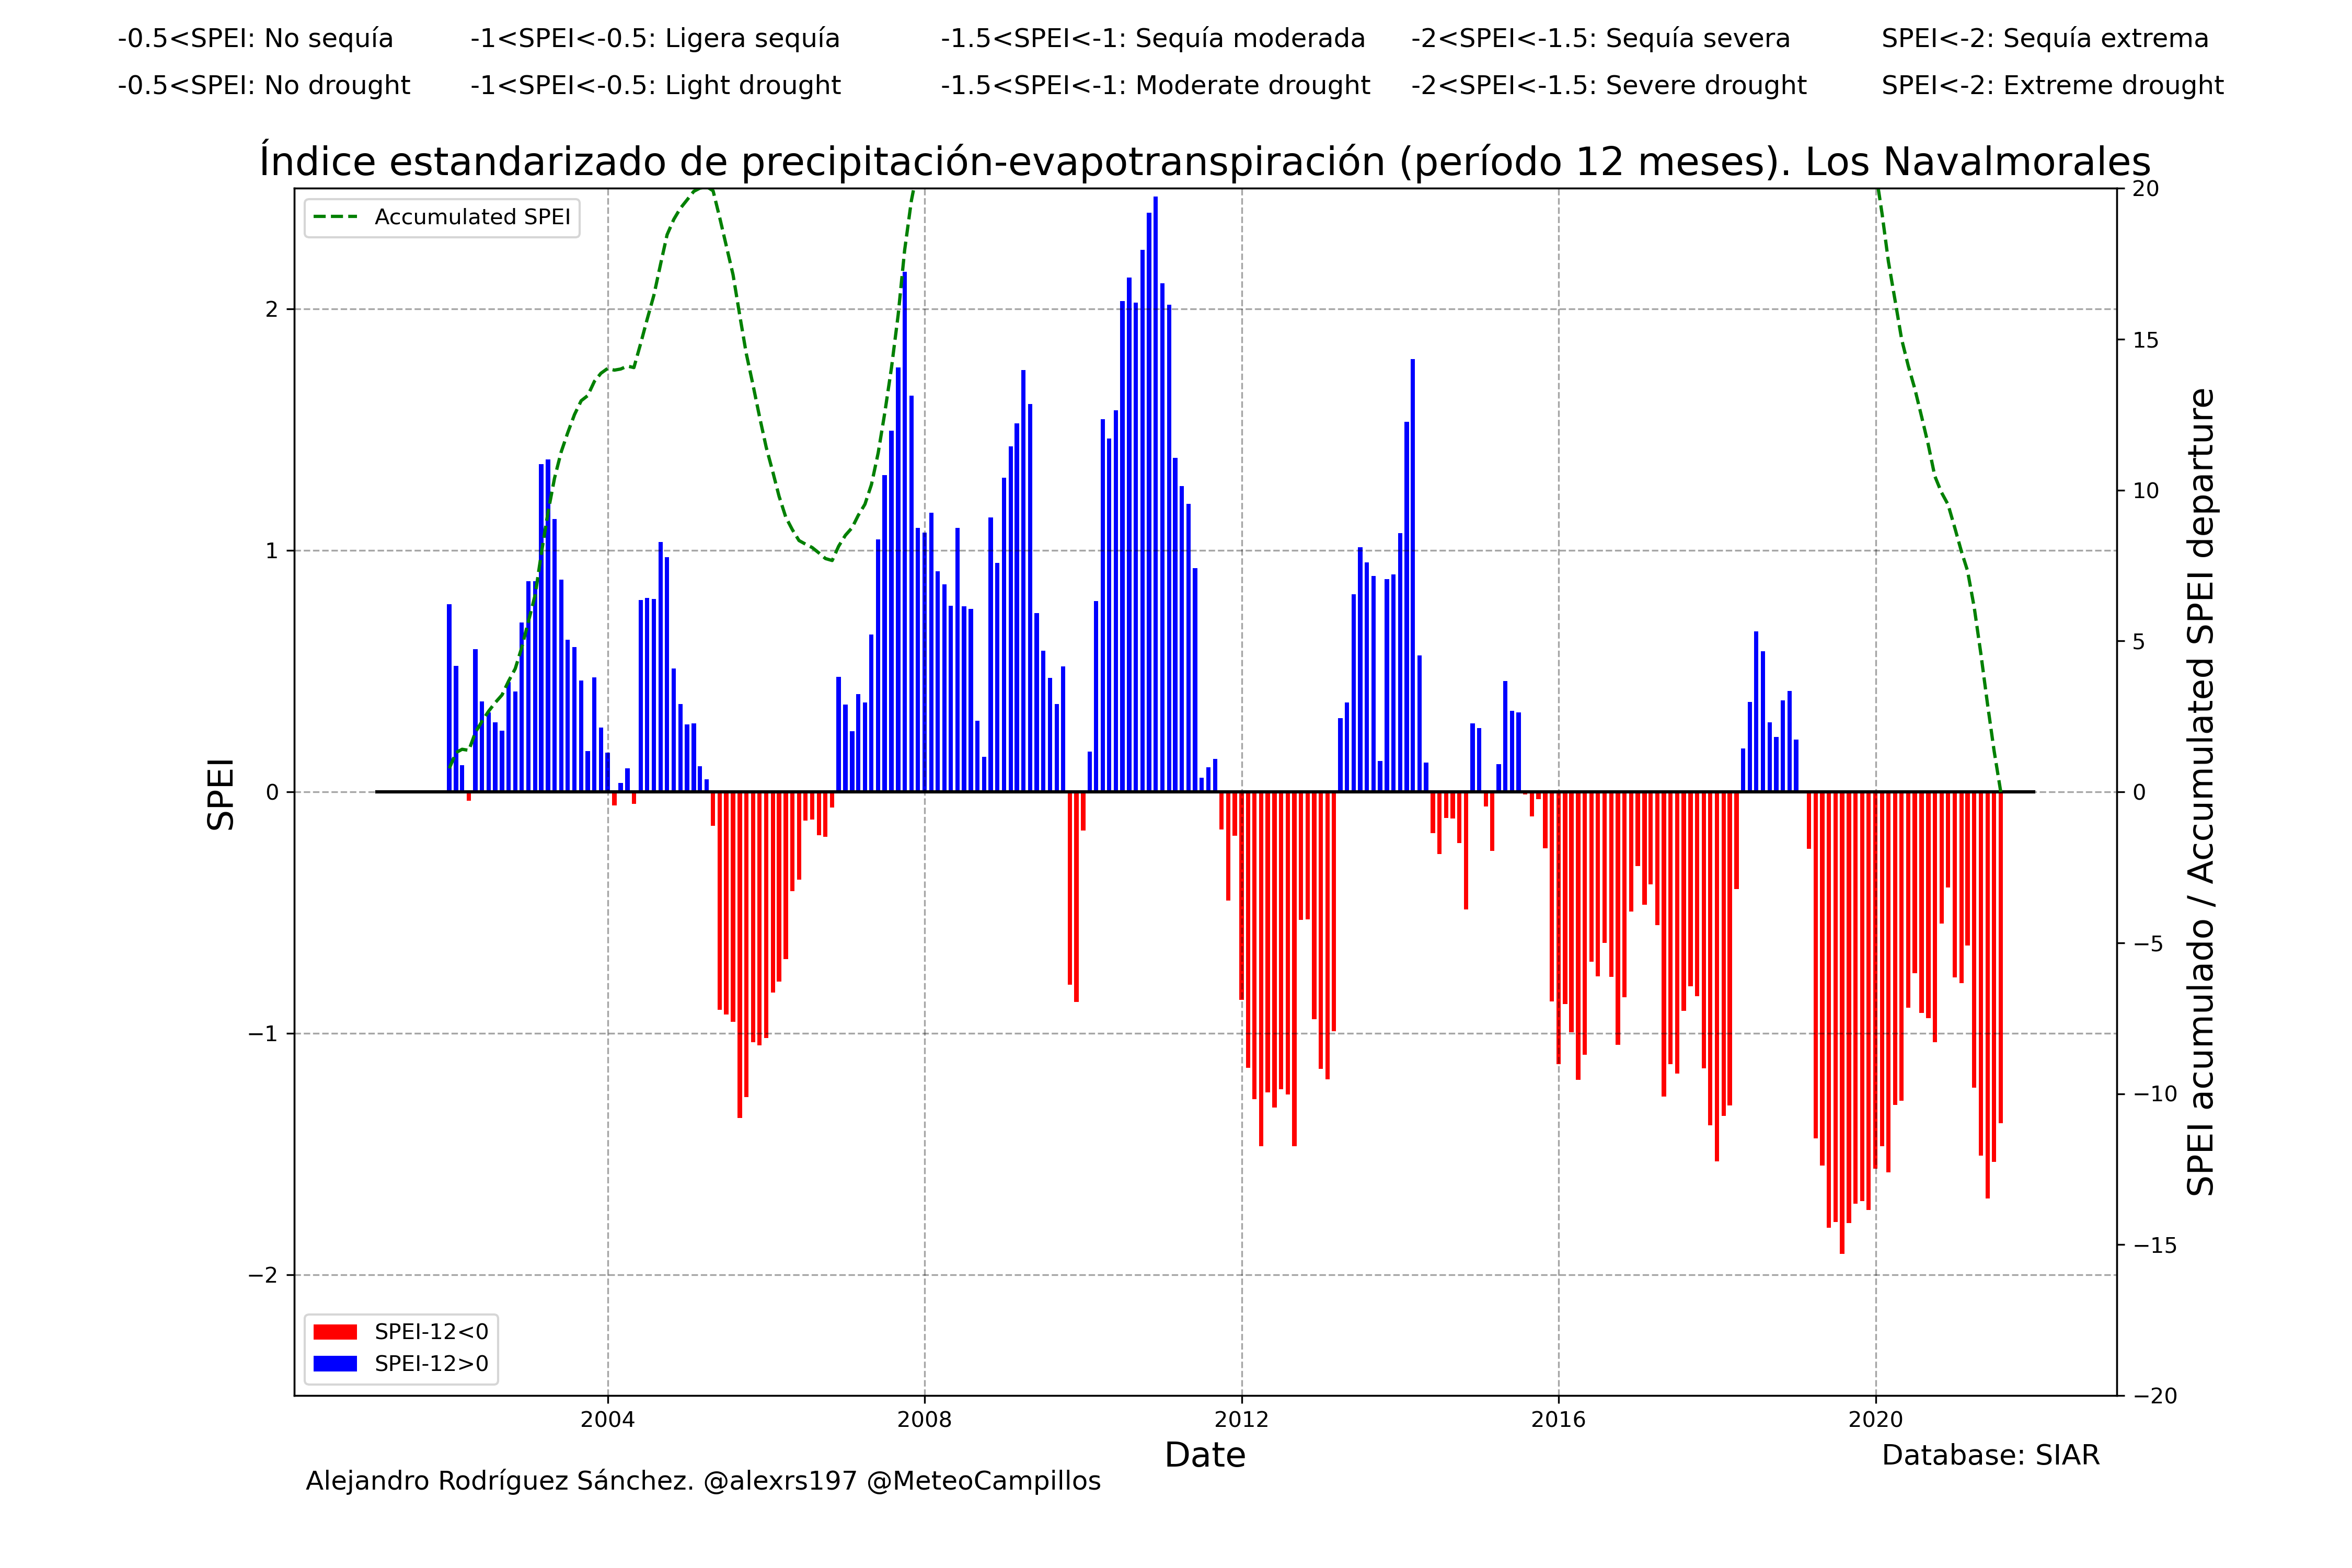 -0.5<SPEI: No sequía -1<SPEI<-0.5: Ligera sequía -1.5<SPEI<-1: Sequía moderada -2<SPEI<-1.5: Sequía severa SPEI<-2: Sequía extrema
-0.5<SPEI: No drought -1<SPEI<-0.5: Light drought -1.5<SPEI<-1: Moderate drought -2<SPEI<-1.5: Severe drought SPEI<-2: Extreme drought
Índice estandarizado de precipitación-evapotranspiración (período 12 meses). Los Navalmorales
Accumulated SPEI
SPEI
2
1
0
−1
−2
20
15
10
5
0
−5
−10
−15
−20
SPEI acumulado / Accumulated SPEI departure
SPEI-12<0
SPEI-12>0
2004 2008 2012 2016 2020
Date
Database: SIAR
Alejandro Rodríguez Sánchez. @alexrs197 @MeteoCampillos